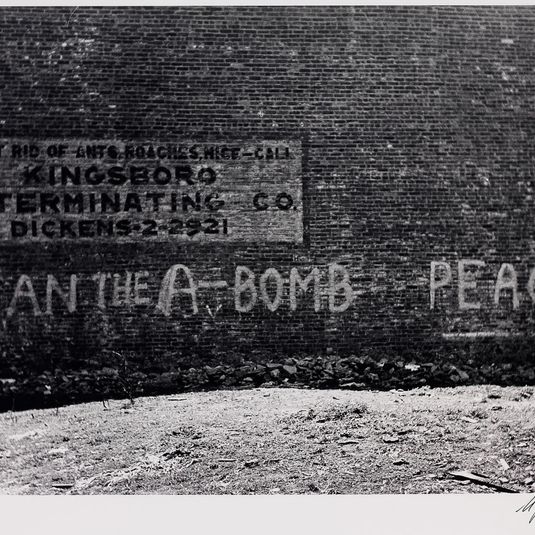 T RID OF ANTS, ROACHES, MICE-CALL
KINGSBORO
TERMINATING CO.
DICKENS-2-2921
AN THE A-BOMB PEAC